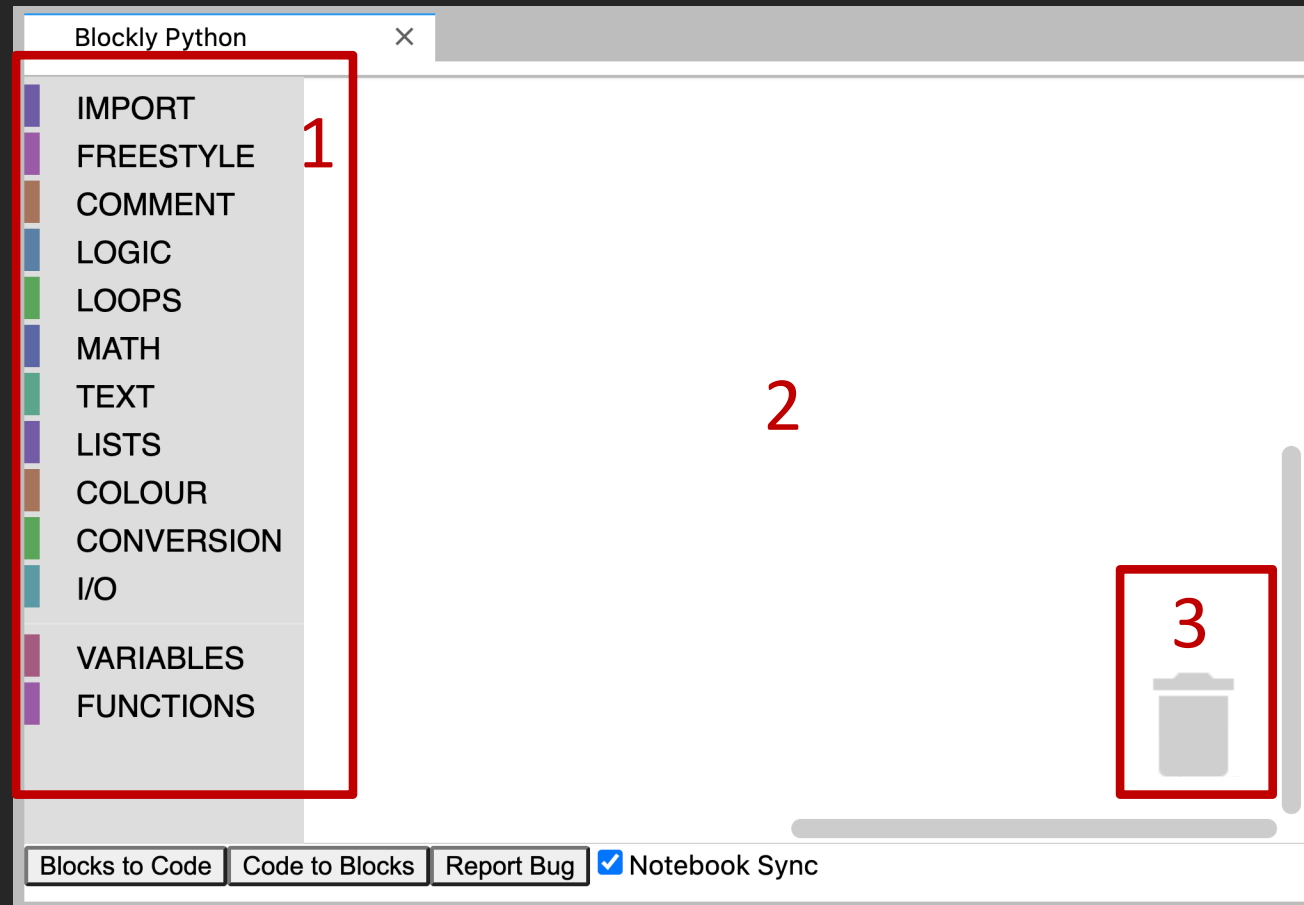 Blockly Python
IMPORT
1
FREESTYLE
COMMENT
LOGIC
LOOPS
MATH
TEXT
2
LISTS
COLOUR
CONVERSION
I/O
3
VARIABLES
FUNCTIONS
Blocks to Code Code to Blocks Report Bug Notebook Sync